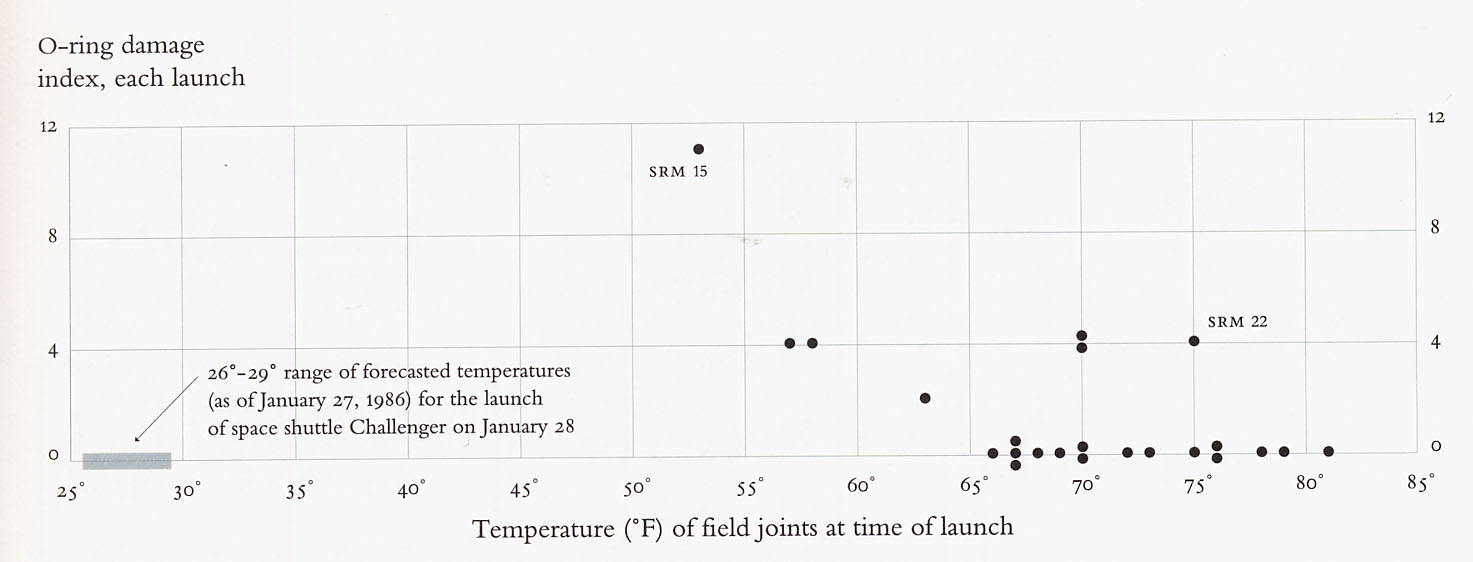 O-ring damage
index, each launch
12
12
SRM 15
8
8
SRM 22
4
4
26°-29° range of forecasted temperatures
(as of January 27, 1986) for the launch
of space shuttle Challenger on January 28
0
0
25° 30° 35° 40° 45° 50° 55° 60° 65° 70° 75° 80° 85°
Temperature (°F) of field joints at time of launch